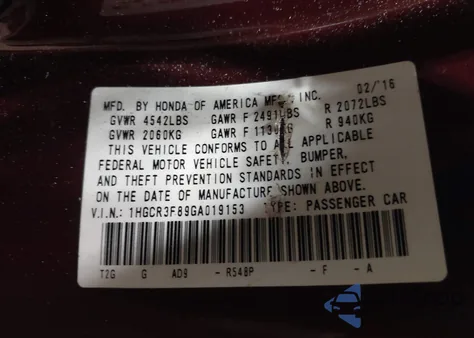 02/'16
MFD. BY HONDA OF AMERICA MFG., INC.
GVWR 4542LBS GAWR F 2491LBS R 2072LBS
GVWR 2060KG GAWR F 1130KG R 940KG
THIS VEHICLE CONFORMS TO ALL APPLICABLE
FEDERAL MOTOR VEHICLE SAFETY, BUMPER,
AND THEFT PREVENTION STANDARDS IN EFFECT
ON THE DATE OF MANUFACTURE SHOWN ABOVE.
V.I.N.: 1HGCR3F89GA019153 TYPE: PASSENGER CAR
T2G G AD9 - R548P - F - A